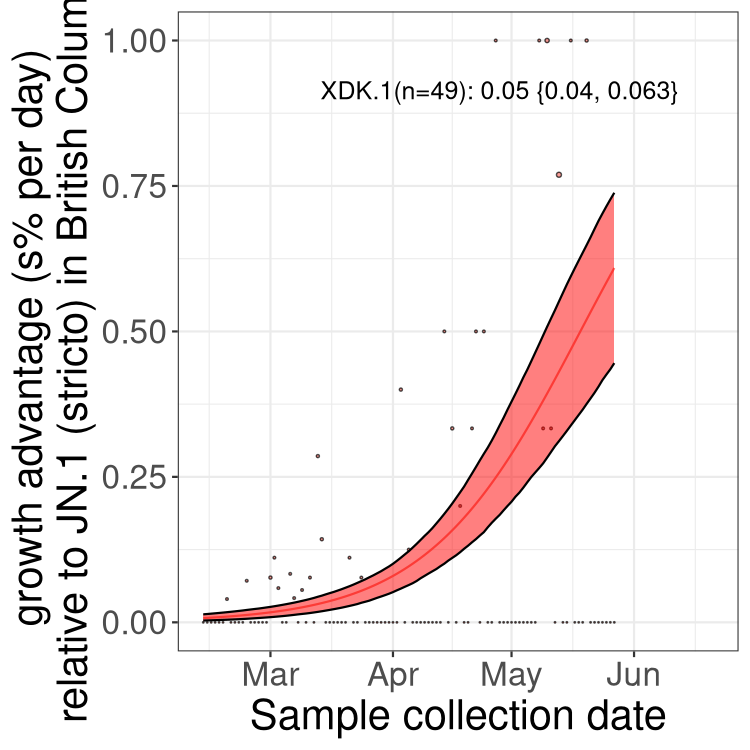 growth advantage (s% per day)
relative to JN.1 (stricto) in British Colum
1.00
0.75
0.50
0.25
0.00
XDK.1(n=49): 0.05 {0.04, 0.063}
Mar Apr May Jun
Sample collection date